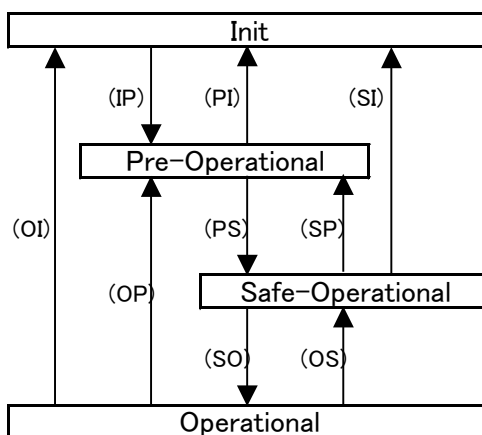 Init
(IP) (PI) (SI)
Pre-Operational
(OI) (PS) (SP)
(OP) Safe-Operational
(SO) (OS)
Operational